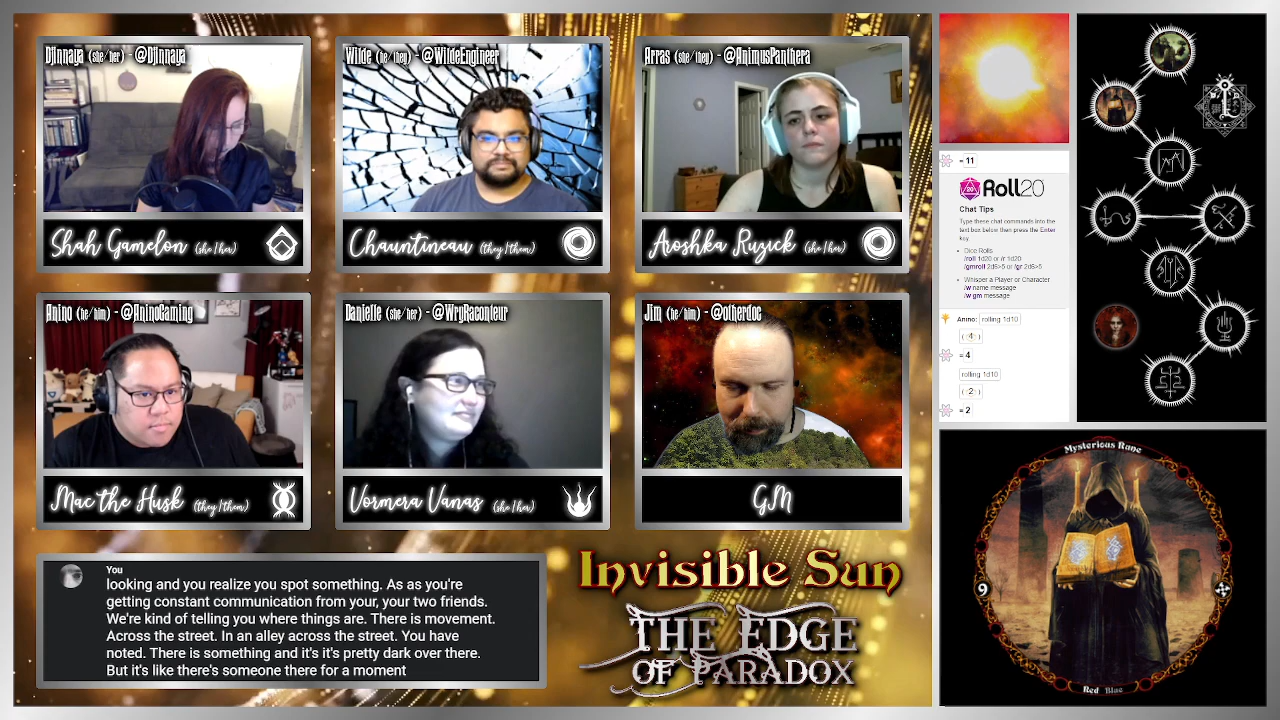 Djinnaya (she/her) - @Djinnaya
Wilde (he/they) - @WildeEngineer
Arras (she/they) - @AnimusPanthera
Shah Gamelon (she/her)
Chauntineau (they/them)
Aroshka Ruzick (she/her)
Anino (he/him) - @AninoGaming
Danielle (she/her) - @WryRaconteur
Jim (he/him) - @otherdoc
Mac the Husk (they/them)
Vormera Vanas (she/her)
GM
You
looking and you realize you spot something. As as you're
getting constant communication from your, your two friends.
We're kind of telling you where things are. There is movement.
Across the street. In an alley across the street. You have
noted. There is something and it's it's pretty dark over there.
But it's like there's someone there for a moment
Invisible Sun
THE EDGE
OF PARADOX
= 11
20 Roll20
Chat Tips
Type these chat commands into the
text box below then press the Enter
key.
Dice Rolls
/roll 1d20 or /r 1d20
/gmroll 2d6>5 or /gr 2d6>5
Whisper a Player or Character
/w name message
/w gm message
Anino: rolling 1d10
( 4 )
= 4
rolling 1d10
( 2 )
= 2
Mysterious Rune
9
Red Blue